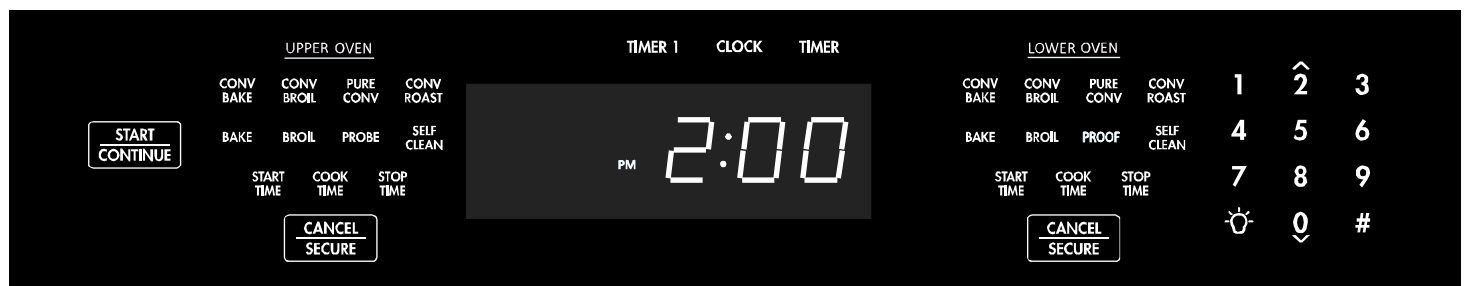 START
CONTINUE
UPPER OVEN
CONV BAKE CONV BROIL PURE CONV CONV ROAST
BAKE BROIL PROBE SELF CLEAN
START TIME COOK TIME STOP TIME
CANCEL
SECURE
TIMER 1 CLOCK TIMER
PM 2:00
LOWER OVEN
CONV BAKE CONV BROIL PURE CONV CONV ROAST
BAKE BROIL PROOF SELF CLEAN
START TIME COOK TIME STOP TIME
CANCEL
SECURE
1 2 3
4 5 6
7 8 9
0 #